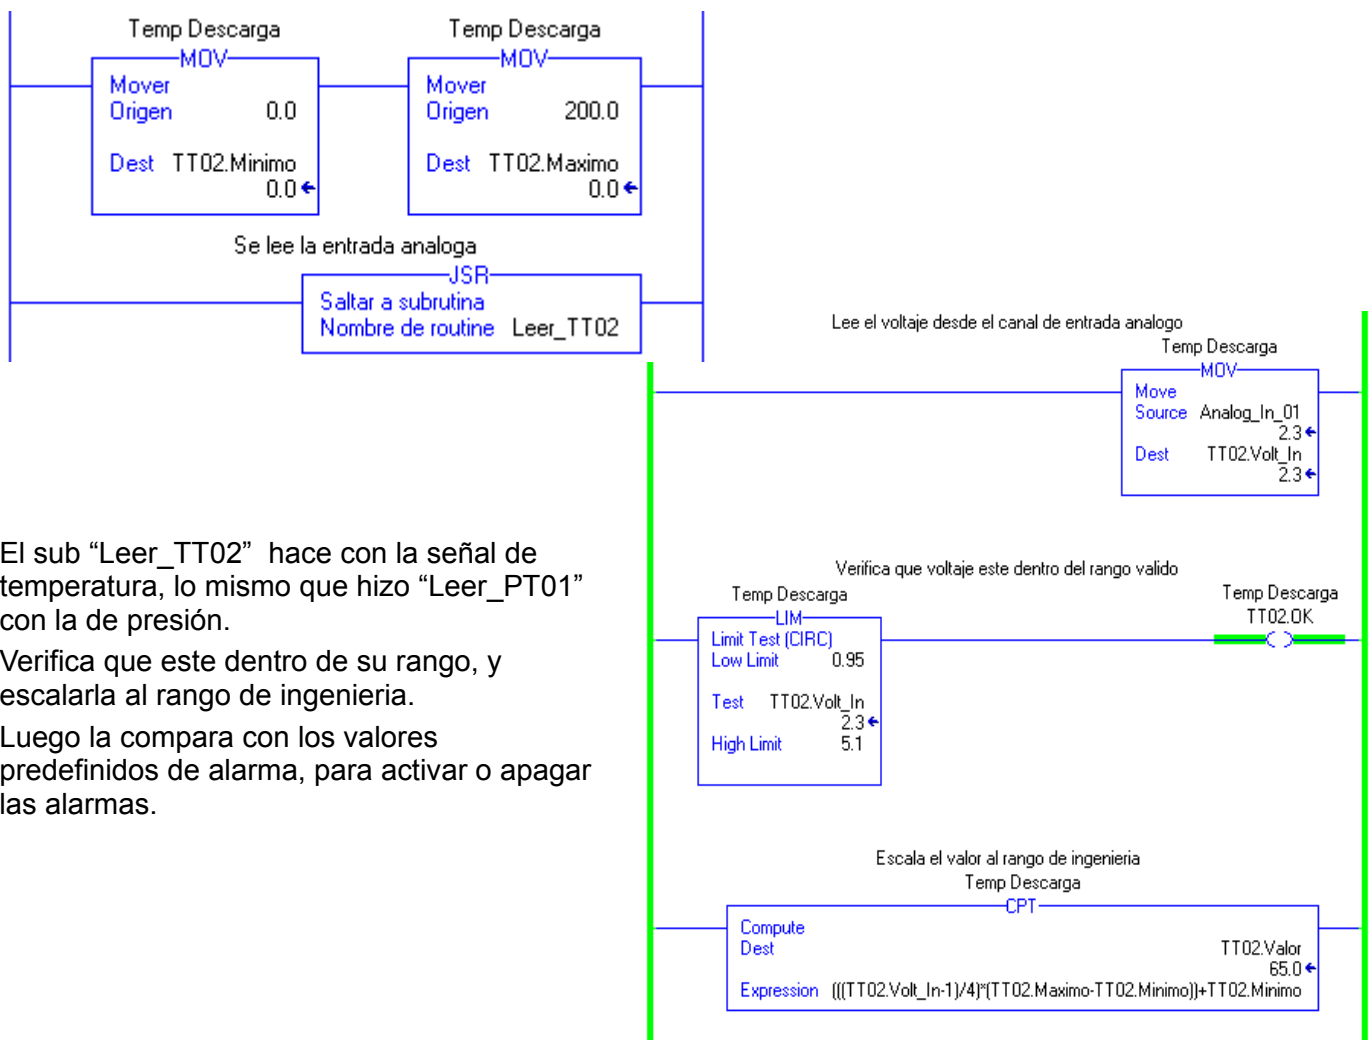 Temp Descarga
MOV
Mover
Origen 0.0
Dest TT02.Minimo
0.0
Temp Descarga
MOV
Mover
Origen 200.0
Dest TT02.Maximo
0.0
Se lee la entrada analoga
JSR
Saltar a subrutina
Nombre de routine Leer_TT02
El sub “Leer_TT02” hace con la señal de
temperatura, lo mismo que hizo “Leer_PT01”
con la de presión.
Verifica que este dentro de su rango, y
escalarla al rango de ingenieria.
Luego la compara con los valores
predefinidos de alarma, para activar o apagar
las alarmas.
Lee el voltaje desde el canal de entrada analogo
Temp Descarga
MOV
Move
Source Analog_In_01
2.3
Dest TT02.Volt_In
2.3
Verifica que voltaje este dentro del rango valido
Temp Descarga
LIM
Limit Test (CIRC)
Low Limit 0.95
Test TT02.Volt_In
2.3
High Limit 5.1
Temp Descarga
TT02.OK
Escala el valor al rango de ingenieria
Temp Descarga
CPT
Compute
Dest TT02.Valor
65.0
Expression (((TT02.Volt_In-1)/4)*(TT02.Maximo-TT02.Minimo))+TT02.Minimo